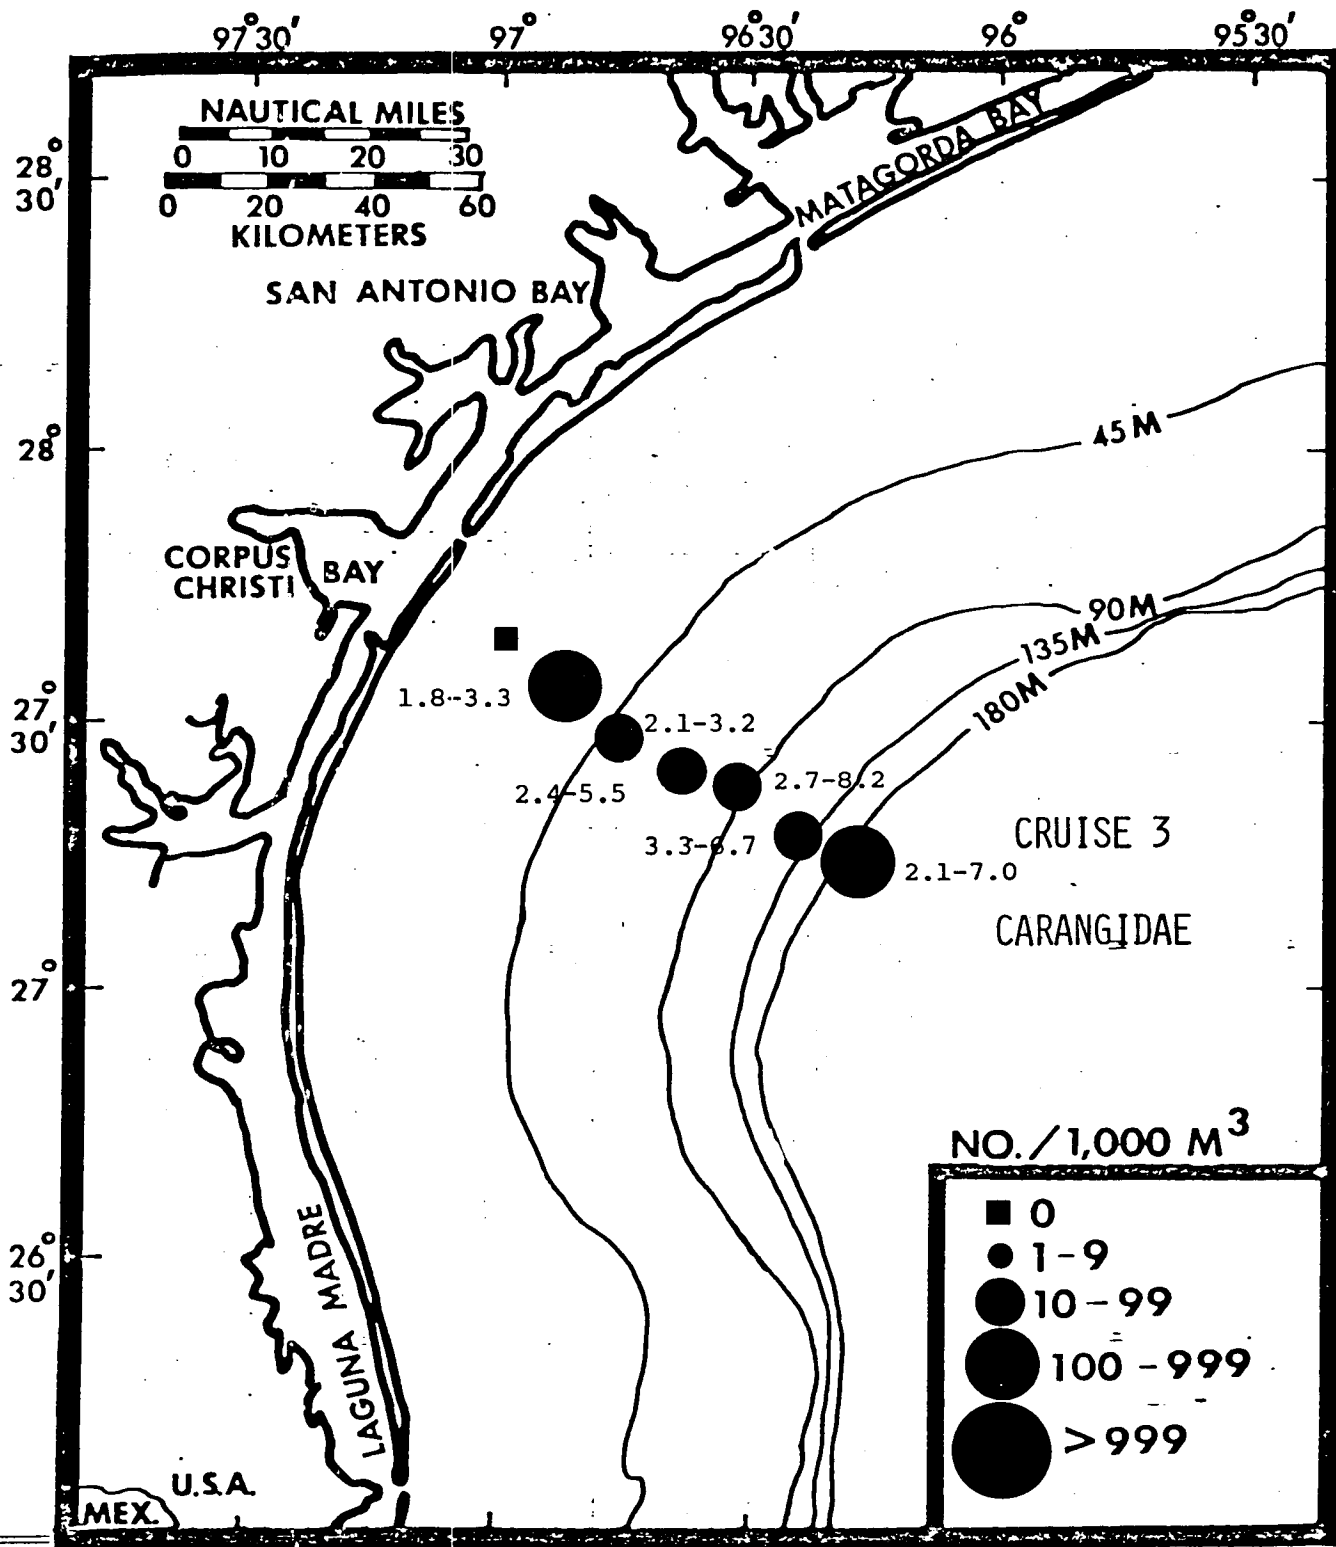 97°30' 97° 96°30' 96° 95°30'
NAUTICAL MILES
0 10 20 30
0 20 40 60
KILOMETERS
28°
30'
MATAGORDA BAY
SAN ANTONIO BAY
45M
28°
CORPUS
CHRISTI BAY
90M
135M
180M
1.8-3.3
27°
30'
2.1-3.2
2.7-8.2
2.4-5.5
3.3-6.7
CRUISE 3
2.1-7.0
CARANGIDAE
27°
NO./1,000 M³
0
1-9
10-99
100-999
>999
26°
30'
LAGUNA MADRE
U.S.A.
MEX.